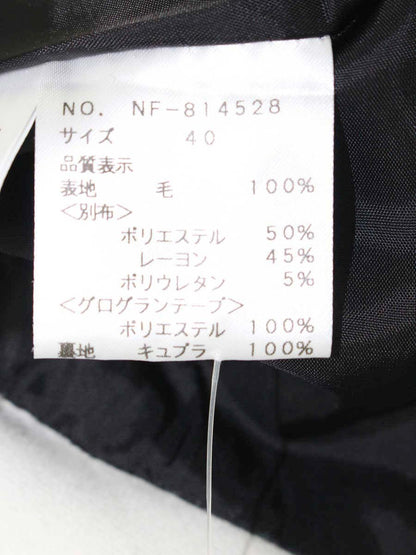 NO. NF-814528
サイズ 40
品質表示
表地 毛 100%
<別布>
ポリエステル 50%
レーヨン 45%
ポリウレタン 5%
<グログランテープ>
ポリエステル 100%
裏地 キュプラ 100%